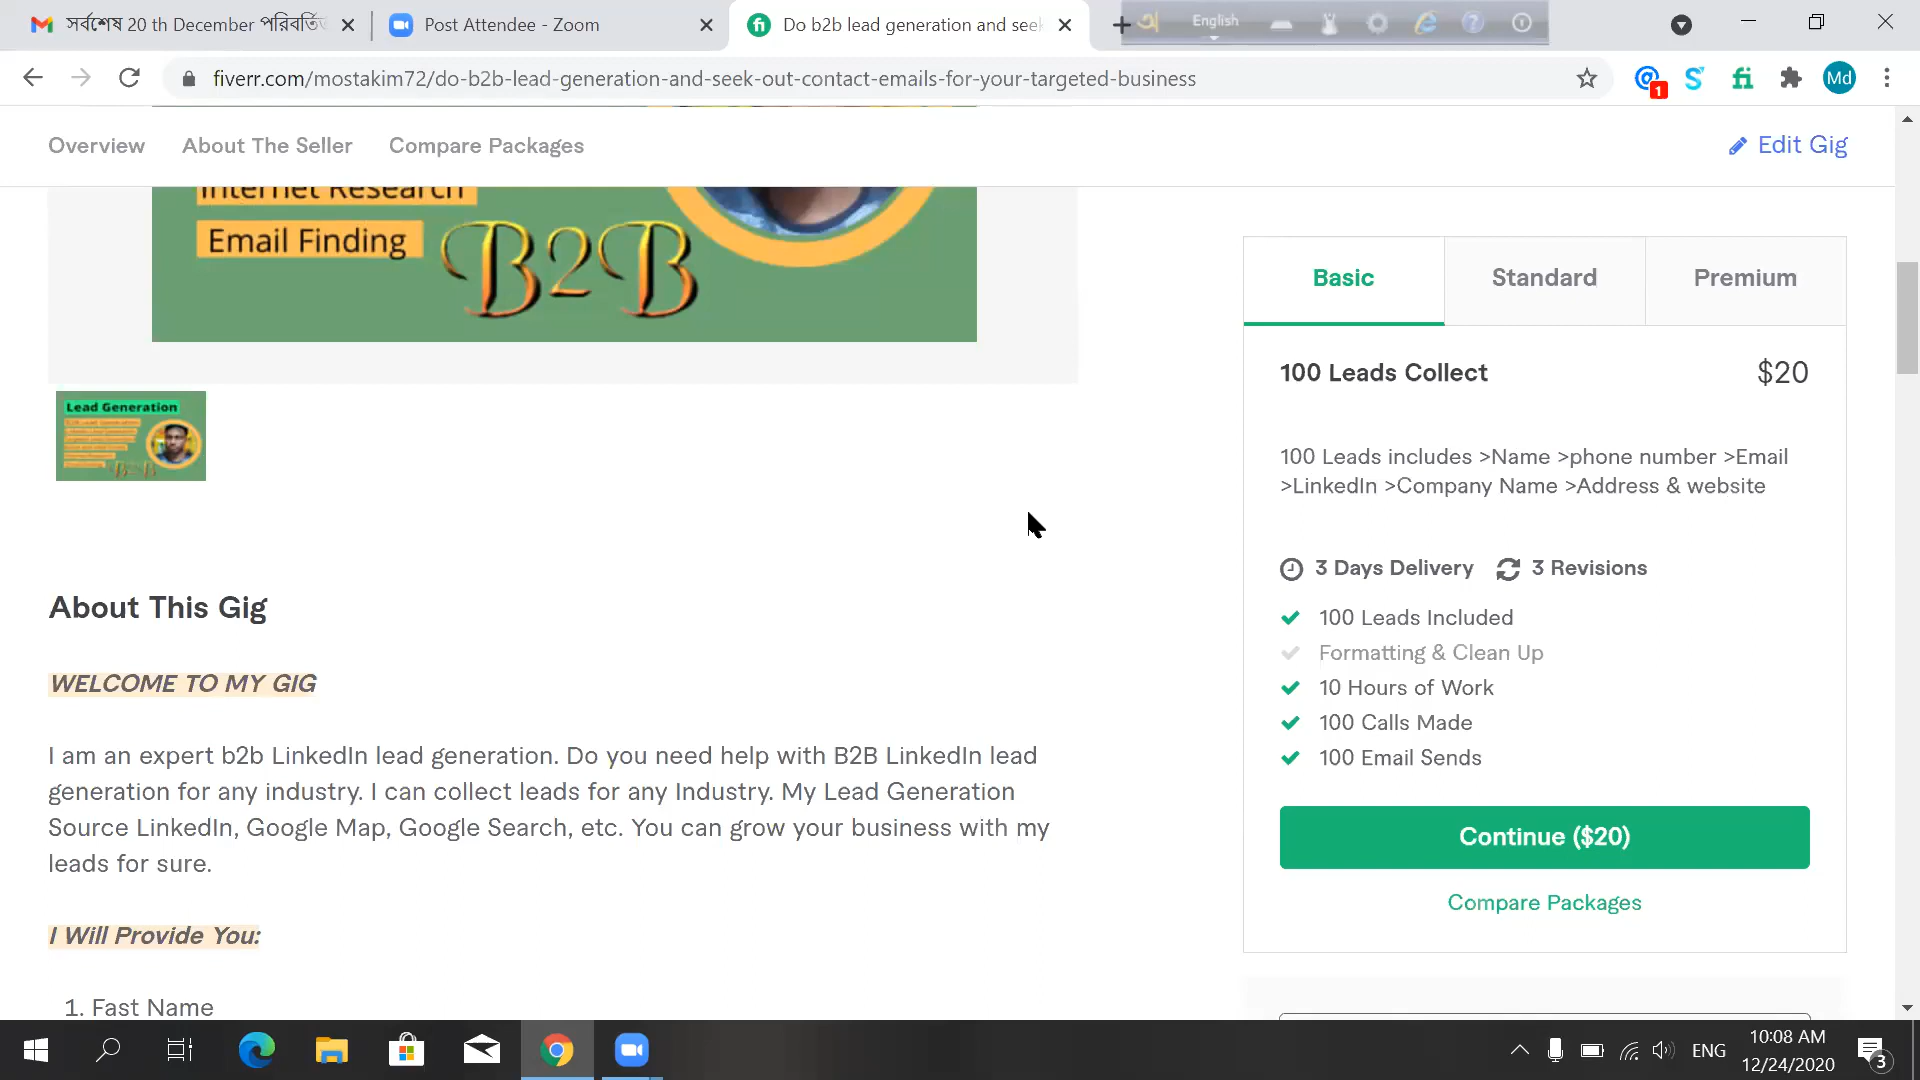 সর্বশেষ 20 th December পরিবর্তিত
Post Attendee - Zoom
Do b2b lead generation and seek
English
fiverr.com/mostakim72/do-b2b-lead-generation-and-seek-out-contact-emails-for-your-targeted-business
1
Md
Overview
About The Seller
Compare Packages
Edit Gig
Internet Research
Email Finding
B2B
Lead Generation
B2B
Basic
Standard
Premium
100 Leads Collect
$20
100 Leads includes >Name >phone number >Email
>LinkedIn >Company Name >Address & website
3 Days Delivery
3 Revisions
100 Leads Included
Formatting & Clean Up
10 Hours of Work
100 Calls Made
100 Email Sends
Continue ($20)
Compare Packages
About This Gig
WELCOME TO MY GIG
I am an expert b2b LinkedIn lead generation. Do you need help with B2B LinkedIn lead
generation for any industry. I can collect leads for any Industry. My Lead Generation
Source LinkedIn, Google Map, Google Search, etc. You can grow your business with my
leads for sure.
I Will Provide You:
1. Fast Name
ENG
10:08 AM
12/24/2020
3